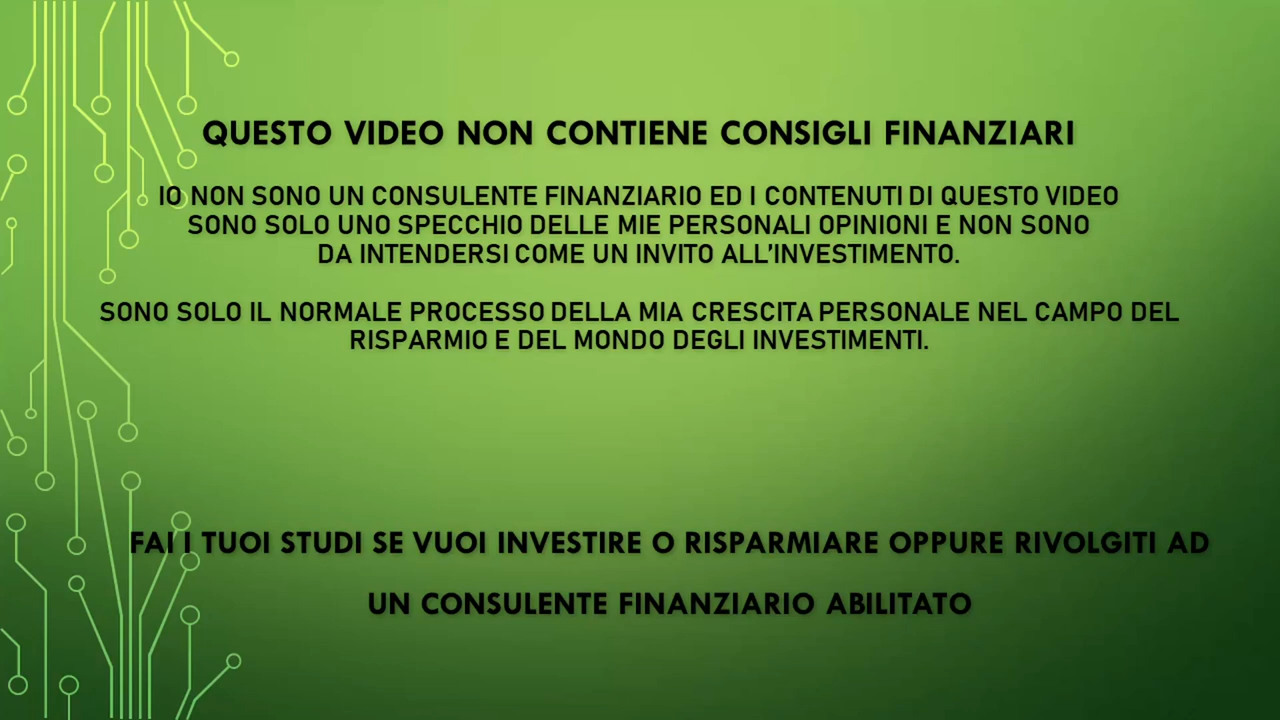 QUESTO VIDEO NON CONTIENE CONSIGLI FINANZIARI
IO NON SONO UN CONSULENTE FINANZIARIO ED I CONTENUTI DI QUESTO VIDEO
SONO SOLO UNO SPECCHIO DELLE MIE PERSONALI OPINIONI E NON SONO
DA INTENDERSI COME UN INVITO ALL'INVESTIMENTO.
SONO SOLO IL NORMALE PROCESSO DELLA MIA CRESCITA PERSONALE NEL CAMPO DEL
RISPARMIO E DEL MONDO DEGLI INVESTIMENTI.
FAI I TUOI STUDI SE VUOI INVESTIRE O RISPARMIARE OPPURE RIVOLGITI AD
UN CONSULENTE FINANZIARIO ABILITATO